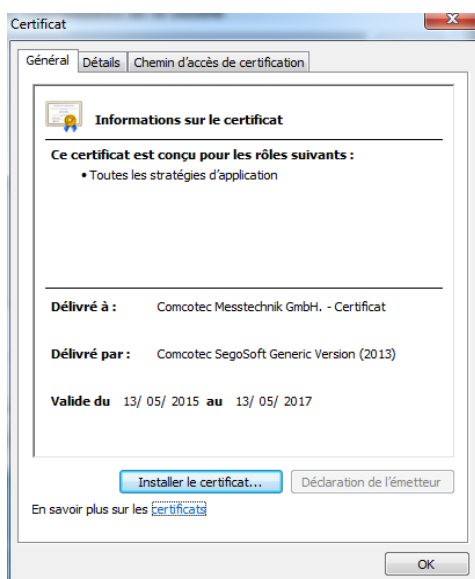 Certificat
Général Détails Chemin d'accès de certification
Informations sur le certificat
Ce certificat est conçu pour les rôles suivants :
• Toutes les stratégies d'application
Délivré à : Comcotec Messtechnik GmbH. - Certificat
Délivré par : Comcotec SegoSoft Generic Version (2013)
Valide du 13/ 05/ 2015 au 13/ 05/ 2017
Installer le certificat... Déclaration de l'émetteur
En savoir plus sur les certificats
OK